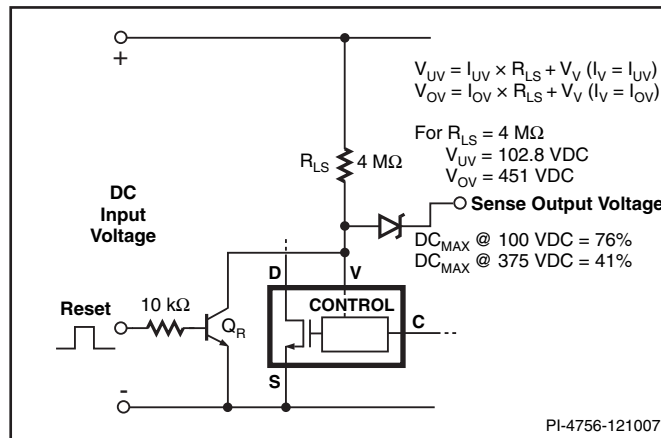 +
V_UV = I_UV × R_LS + V_V (I_V = I_UV)
V_OV = I_OV × R_LS + V_V (I_V = I_OV)
For R_LS = 4 MΩ
V_UV = 102.8 VDC
V_OV = 451 VDC
R_LS
4 MΩ
DC
Input
Voltage
Sense Output Voltage
DC_MAX @ 100 VDC = 76%
DC_MAX @ 375 VDC = 41%
D
V
CONTROL
C
S
Reset
10 kΩ
Q_R
-
PI-4756-121007